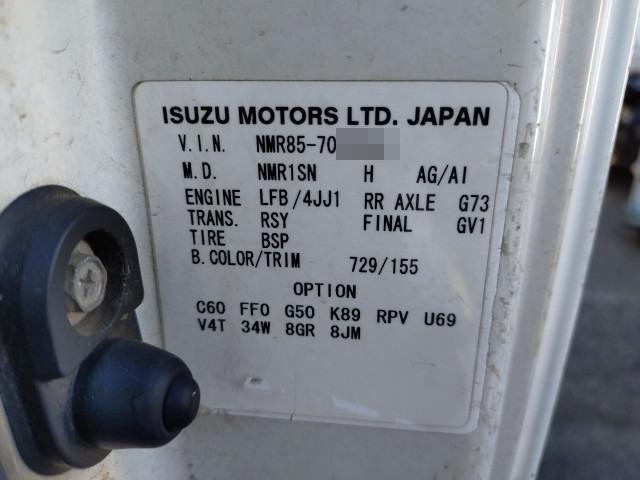 ISUZU MOTORS LTD. JAPAN
V.I.N. NMR85-70
M.D. NMR1SN H AG/AI
ENGINE LFB/4JJ1 RR AXLE G73
TRANS. RSY FINAL GV1
TIRE BSP
B.COLOR/TRIM 729/155
OPTION
C60 FF0 G50 K89 RPV U69
V4T 34W 8GR 8JM